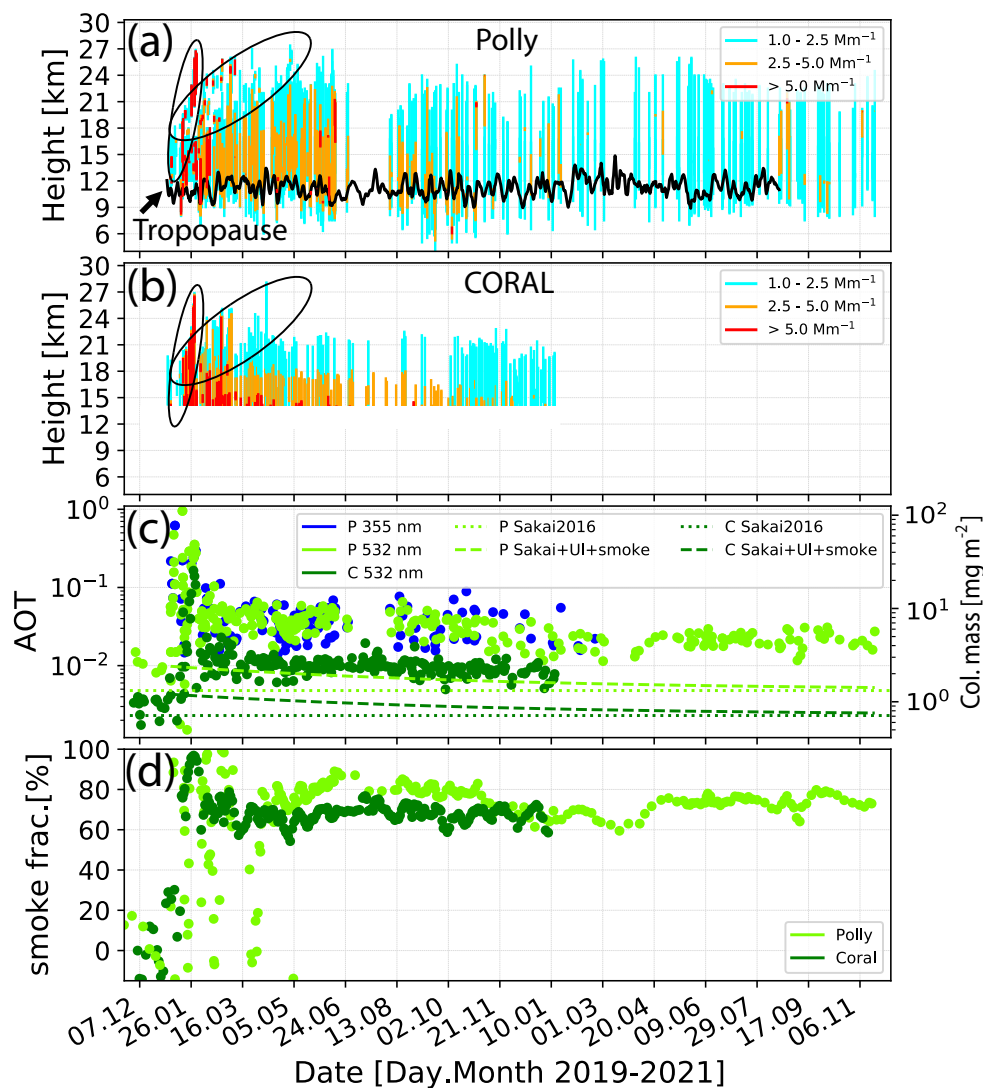 (a)
Polly
1.0 - 2.5 Mm⁻¹
2.5 -5.0 Mm⁻¹
> 5.0 Mm⁻¹
Height [km]
30
27
24
21
18
15
12
9
6
Tropopause
(b)
CORAL
1.0 - 2.5 Mm⁻¹
2.5 - 5.0 Mm⁻¹
> 5.0 Mm⁻¹
Height [km]
30
27
24
21
18
15
12
9
6
4
(c)
P 355 nm
P 532 nm
C 532 nm
P Sakai2016
P Sakai+UI+smoke
C Sakai2016
C Sakai+UI+smoke
AOT
10⁰
10⁻¹
10⁻²
Col. mass [mg m⁻²]
10²
10¹
10⁰
(d)
smoke frac.[%]
100
80
60
40
20
0
Polly
Coral
07.12
26.01
16.03
05.05
24.06
13.08
02.10
21.11
10.01
01.03
20.04
09.06
29.07
17.09
06.11
Date [Day.Month 2019-2021]